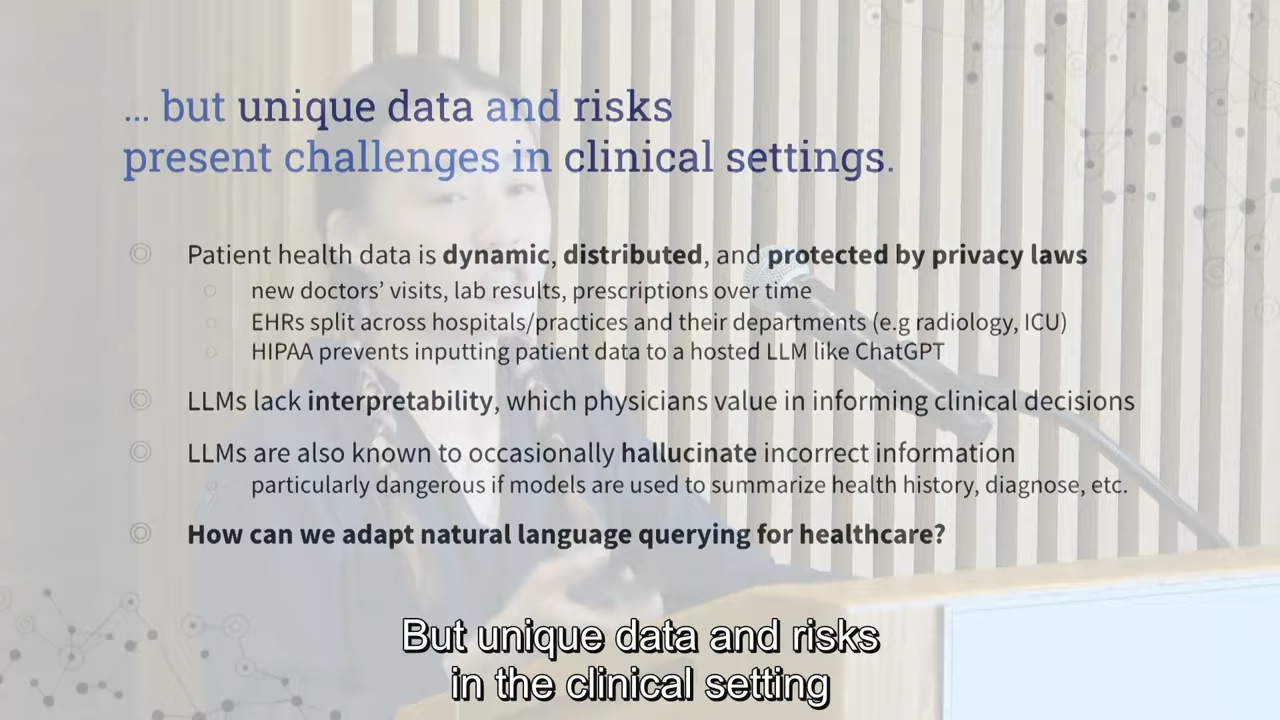 ... but unique data and risks
present challenges in clinical settings.
Patient health data is dynamic, distributed, and protected by privacy laws
new doctors' visits, lab results, prescriptions over time
EHRs split across hospitals/practices and their departments (e.g radiology, ICU)
HIPAA prevents inputting patient data to a hosted LLM like ChatGPT
LLMs lack interpretability, which physicians value in informing clinical decisions
LLMs are also known to occasionally hallucinate incorrect information
particularly dangerous if models are used to summarize health history, diagnose, etc.
How can we adapt natural language querying for healthcare?
But unique data and risks
in the clinical setting